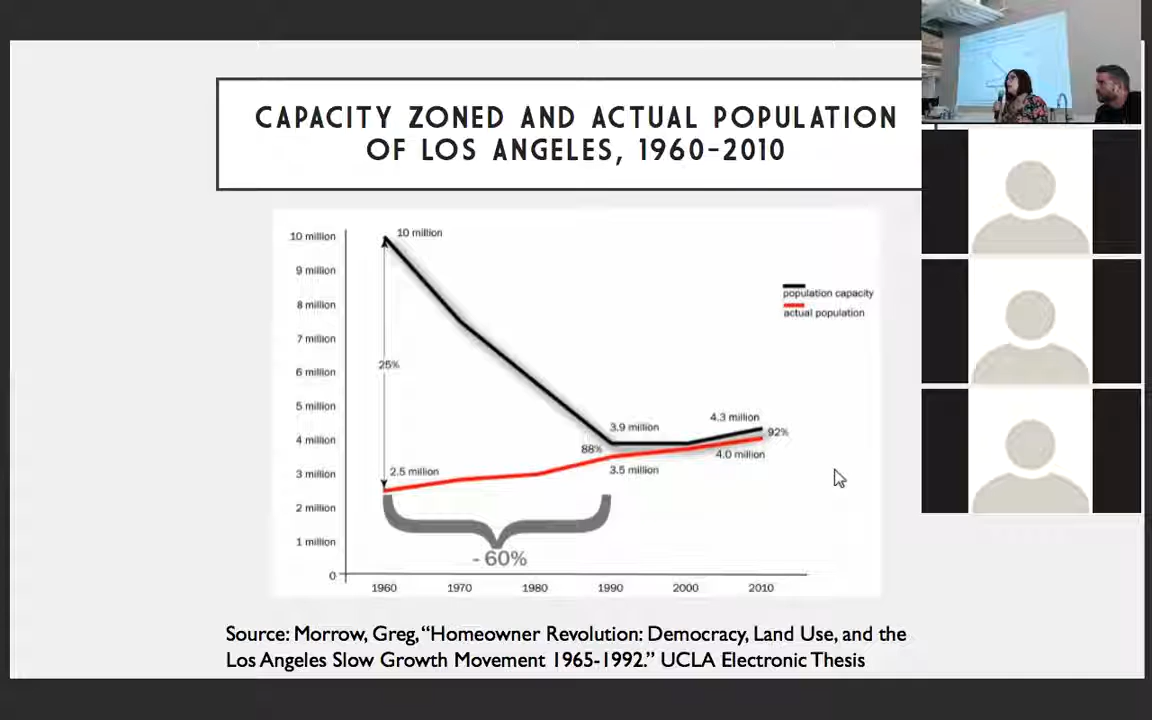 CAPACITY ZONED AND ACTUAL POPULATION
OF LOS ANGELES, 1960-2010
10 million
9 million
8 million
7 million
6 million
5 million
4 million
3 million
2 million
1 million
0
10 million
25%
2.5 million
88%
3.9 million
3.5 million
4.3 million
92%
4.0 million
population capacity
actual population
- 60%
1960 1970 1980 1990 2000 2010
Source: Morrow, Greg, “Homeowner Revolution: Democracy, Land Use, and the
Los Angeles Slow Growth Movement 1965-1992.” UCLA Electronic Thesis